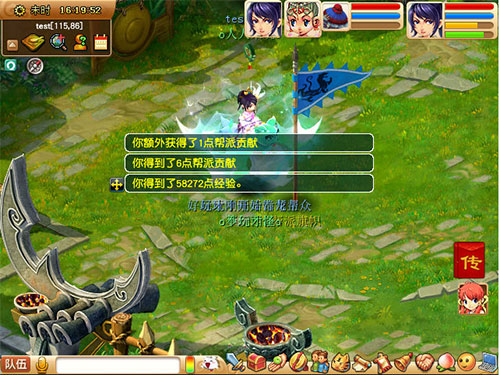 未时 16:19:52
test[115,86]
tes
你额外获得了1点帮派贡献
你得到了6点帮派贡献
你得到了58272点经验。
传
队伍